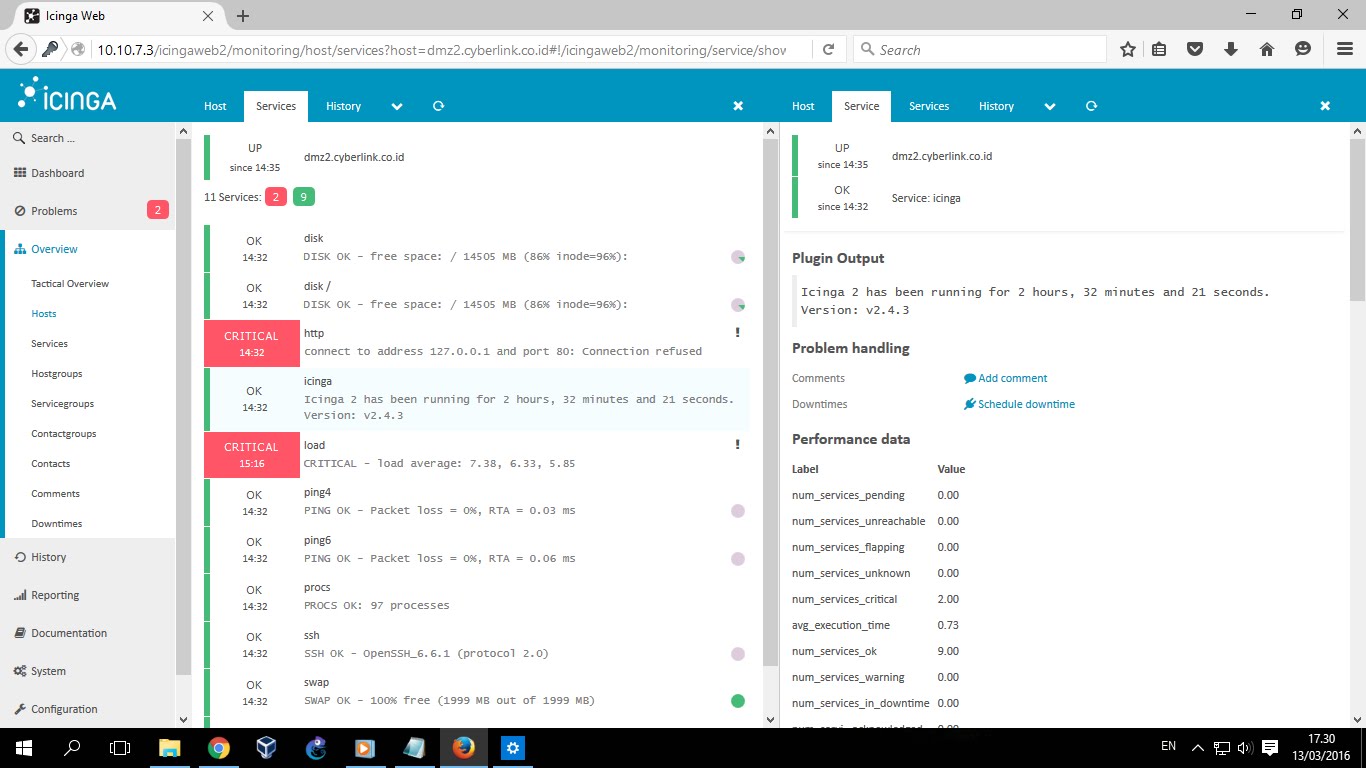 Icinga Web
10.10.7.3/icingaweb2/monitoring/host/services?host=dmz2.cyberlink.co.id#!/icingaweb2/monitoring/service/show
Search
icinga
Host Services History
Host Service Services History
Search ...
Dashboard
Problems 2
Overview
Tactical Overview
Hosts
Services
Hostgroups
Servicegroups
Contactgroups
Contacts
Comments
Downtimes
History
Reporting
Documentation
System
Configuration
UP
since 14:35
dmz2.cyberlink.co.id
11 Services: 2 9
OK
14:32
disk
DISK OK - free space: / 14505 MB (86% inode=96%):
OK
14:32
disk /
DISK OK - free space: / 14505 MB (86% inode=96%):
CRITICAL
14:32
http
!
connect to address 127.0.0.1 and port 80: Connection refused
OK
14:32
icinga
Icinga 2 has been running for 2 hours, 32 minutes and 21 seconds.
Version: v2.4.3
CRITICAL
15:16
load
!
CRITICAL - load average: 7.38, 6.33, 5.85
OK
14:32
ping4
PING OK - Packet loss = 0%, RTA = 0.03 ms
OK
14:32
ping6
PING OK - Packet loss = 0%, RTA = 0.06 ms
OK
14:32
procs
PROCS OK: 97 processes
OK
14:32
ssh
SSH OK - OpenSSH_6.6.1 (protocol 2.0)
OK
14:32
swap
SWAP OK - 100% free (1999 MB out of 1999 MB)
UP
since 14:35
dmz2.cyberlink.co.id
OK
since 14:32
Service: icinga
Plugin Output
Icinga 2 has been running for 2 hours, 32 minutes and 21 seconds.
Version: v2.4.3
Problem handling
Comments Add comment
Downtimes Schedule downtime
Performance data
Label Value
num_services_pending 0.00
num_services_unreachable 0.00
num_services_flapping 0.00
num_services_unknown 0.00
num_services_critical 2.00
avg_execution_time 0.73
num_services_ok 9.00
num_services_warning 0.00
num_services_in_downtime 0.00
EN
17.30
13/03/2016